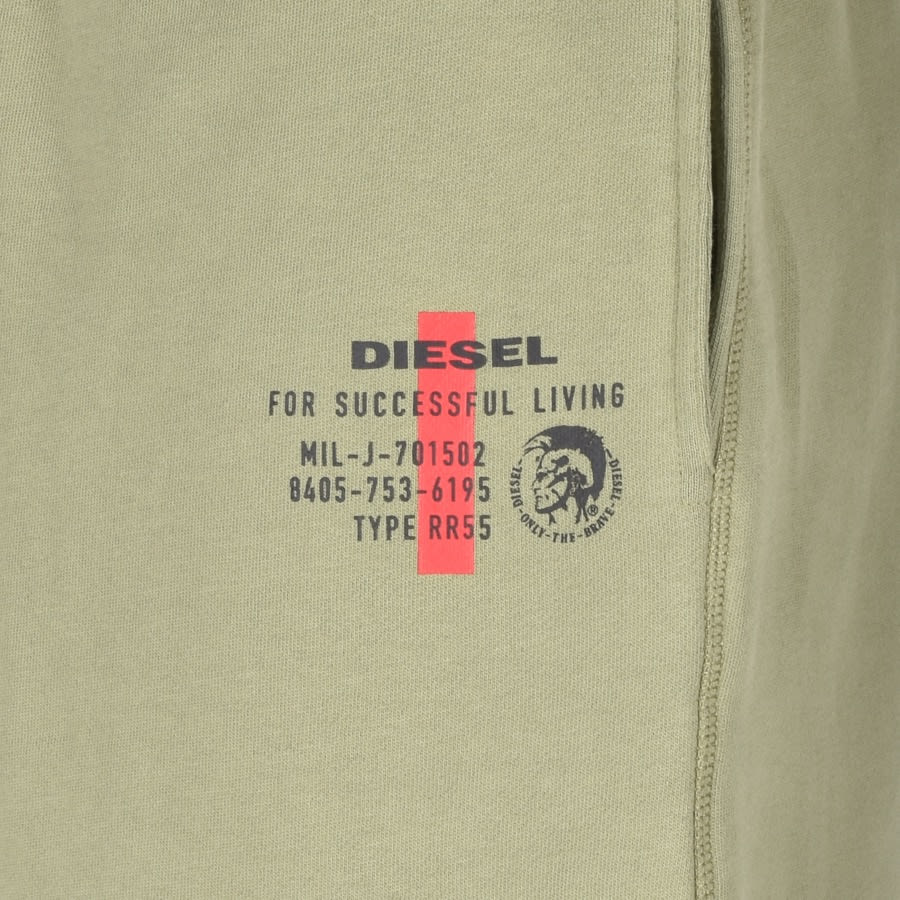 DIESEL
FOR SUCCESSFUL LIVING
MIL-J-701502
8405-753-6195
TYPE RR55
DIESEL-ONLY-THE-BRAVE-DIESEL
®